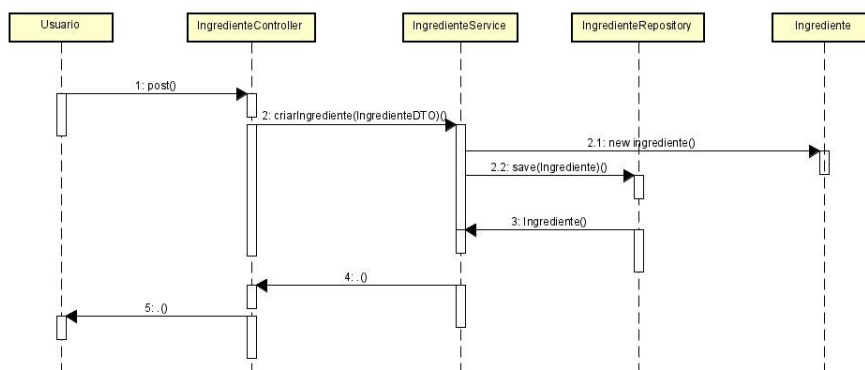 Usuario
IngredienteController
IngredienteService
IngredienteRepository
Ingrediente
1: post()
2: criarIngrediente(IngredienteDTO)()
2.1: new ingrediente()
2.2: save(Ingrediente)()
3: Ingrediente()
4: .()
5: .()